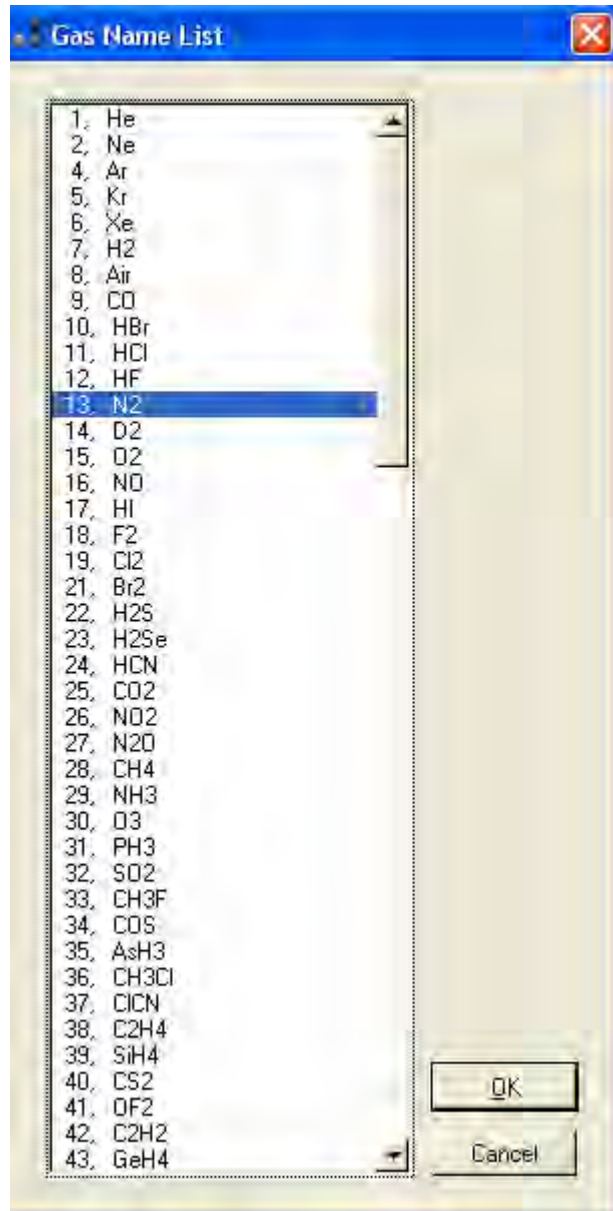 Gas Name List
1, He
2, Ne
4, Ar
5, Kr
6, Xe
7, H2
8, Air
9, CO
10, HBr
11, HCl
12, HF
13, N2
14, D2
15, O2
16, NO
17, HI
18, F2
19, Cl2
21, Br2
22, H2S
23, H2Se
24, HCN
25, CO2
26, NO2
27, N2O
28, CH4
29, NH3
30, O3
31, PH3
32, SO2
33, CH3F
34, COS
35, AsH3
36, CH3Cl
37, ClCN
38, C2H4
39, SiH4
40, CS2
41, OF2
42, C2H2
43, GeH4
OK
Cancel